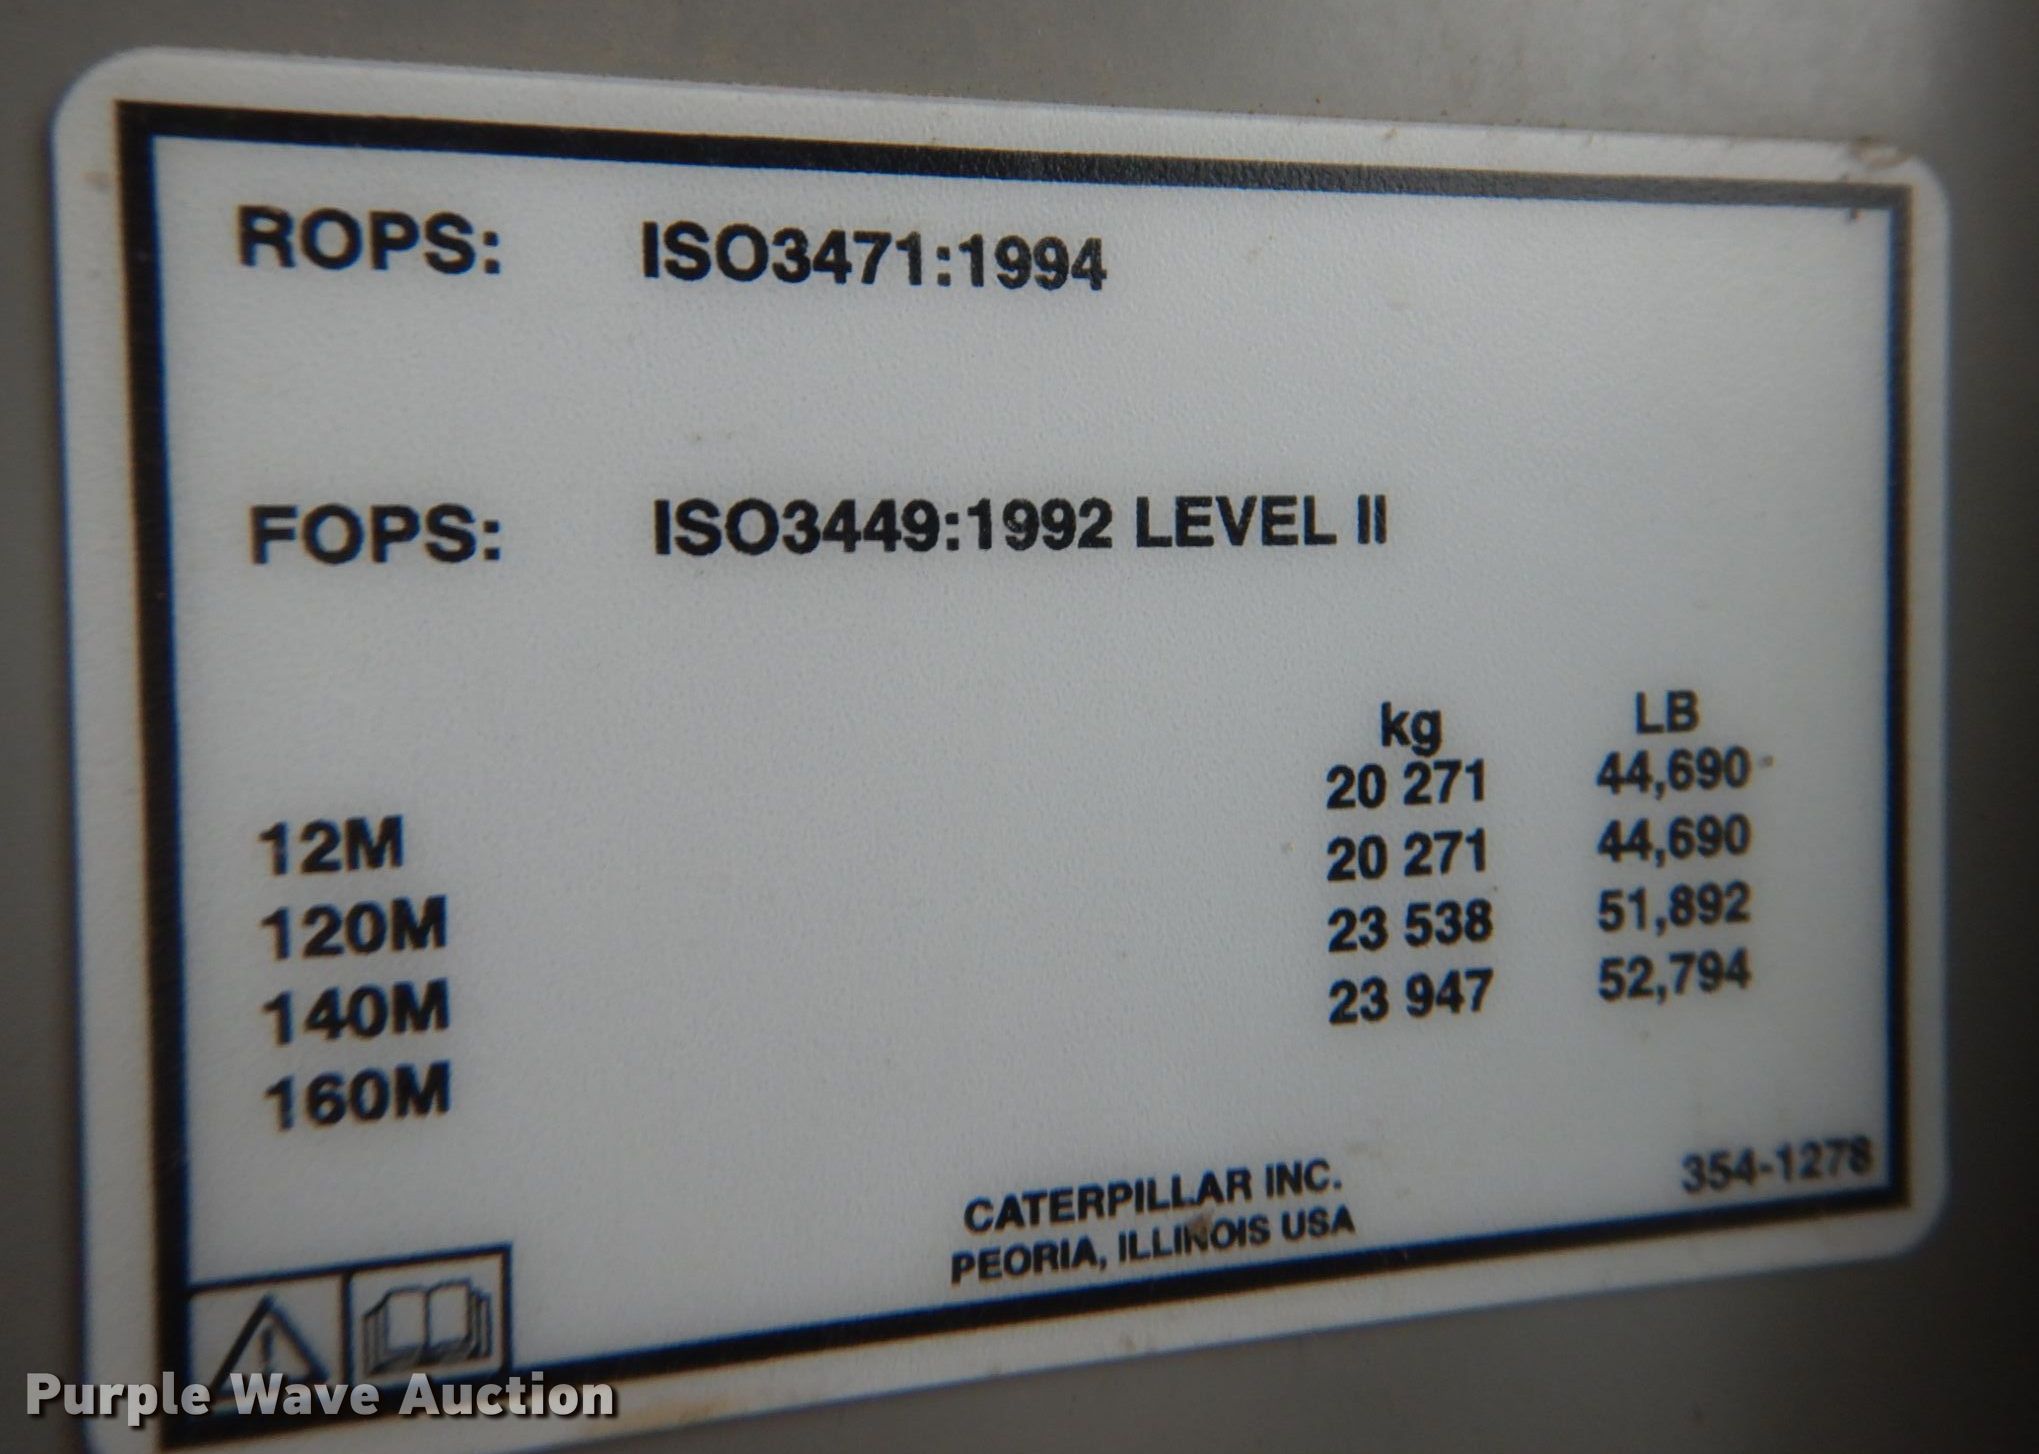 ROPS: ISO3471:1994
FOPS: ISO3449:1992 LEVEL II
kg LB
12M 20 271 44,690
120M 20 271 44,690
140M 23 538 51,892
160M 23 947 52,794
CATERPILLAR INC.
PEORIA, ILLINOIS USA
354-1278
Purple Wave Auction